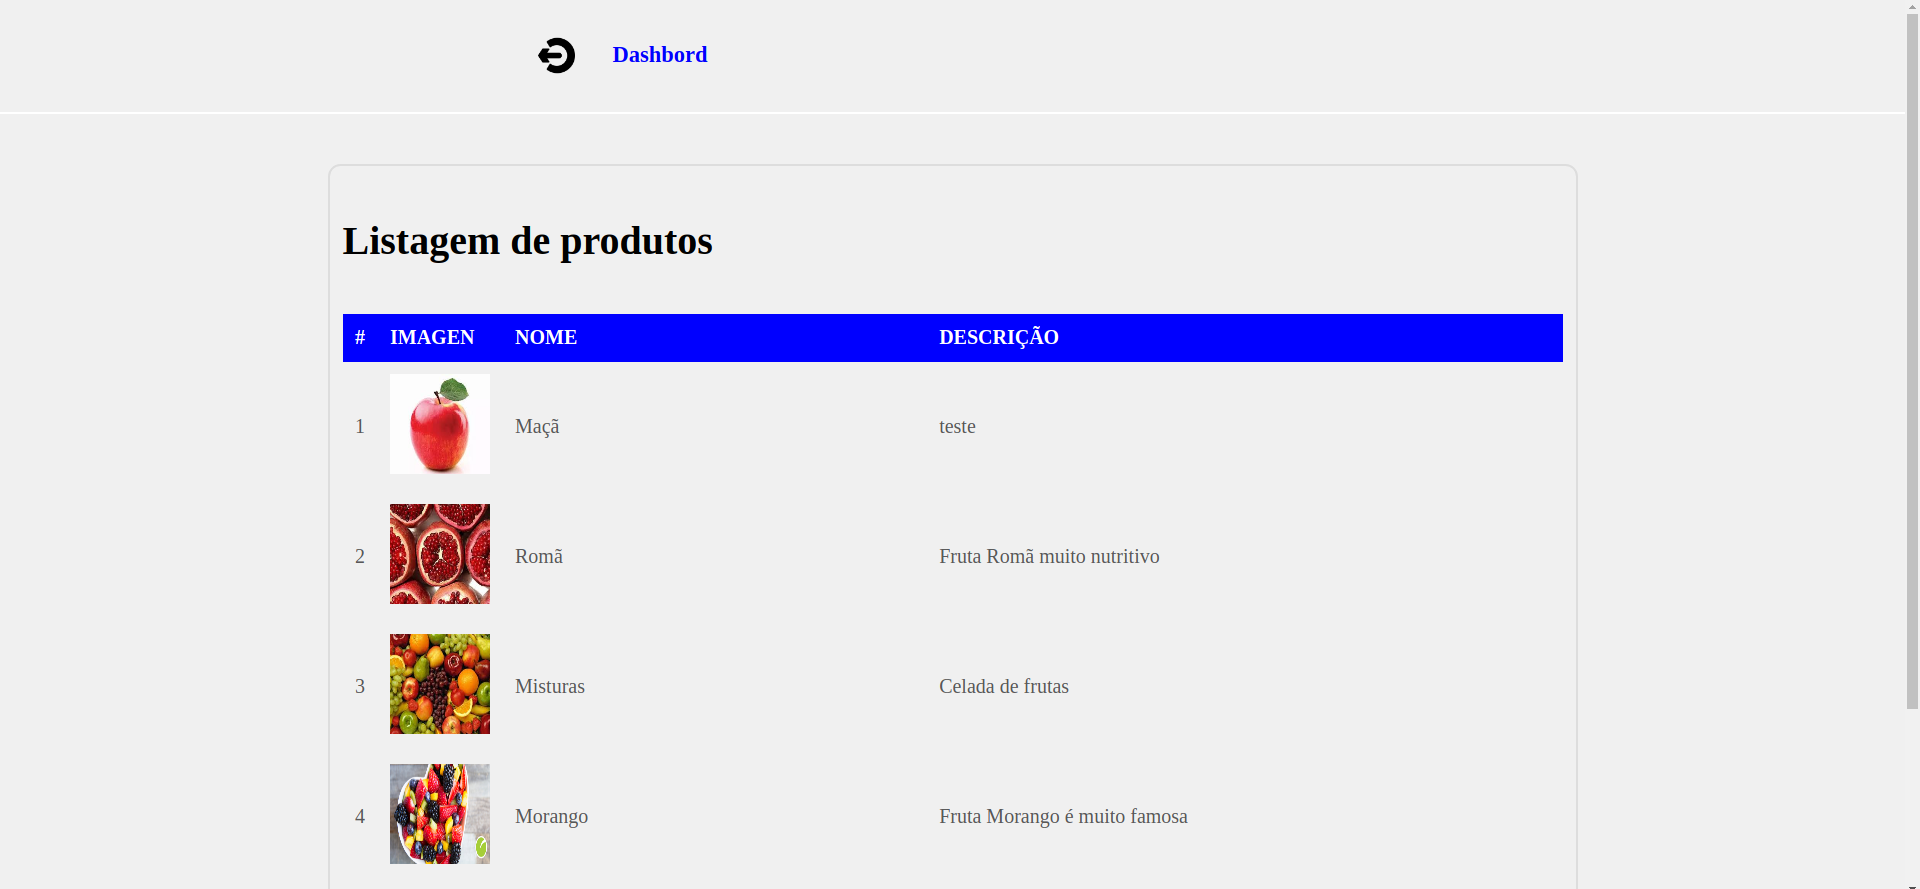 Dashbord
Listagem de produtos
# IMAGEN NOME DESCRIÇÃO
1 Maçã teste
2 Romã Fruta Romã muito nutritivo
3 Misturas Celada de frutas
4 Morango Fruta Morango é muito famosa